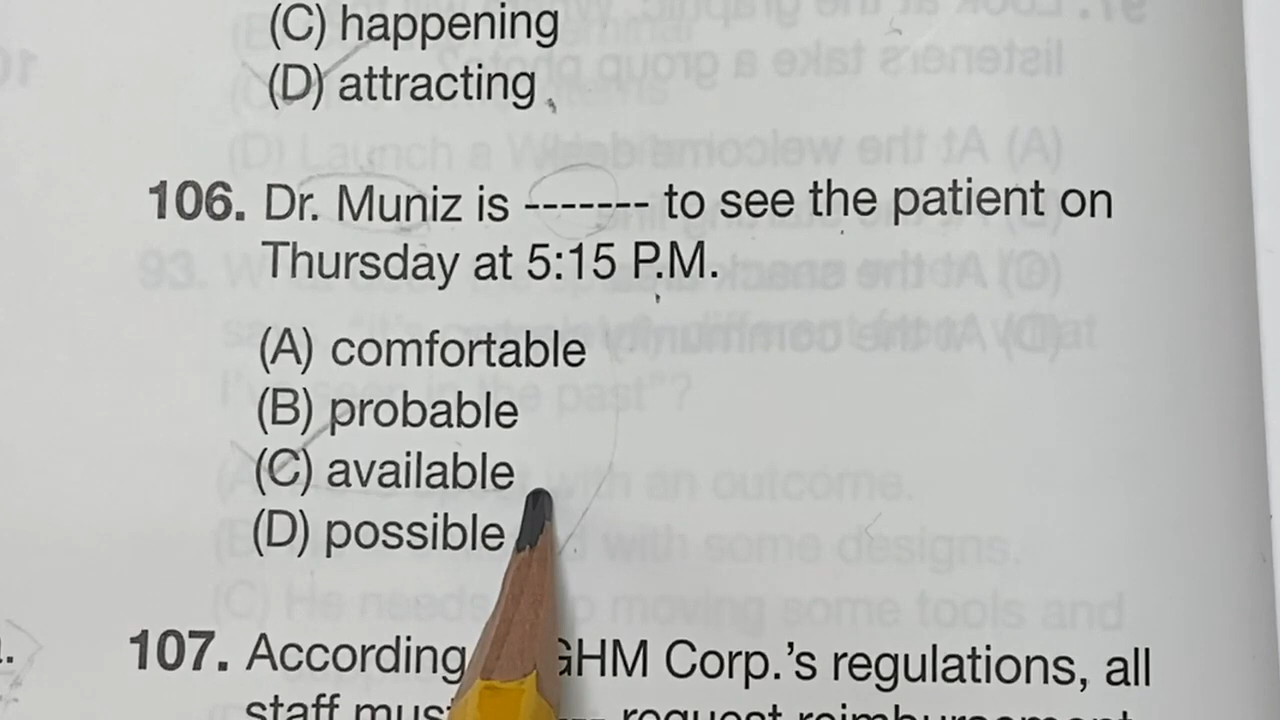 (C) happening
(D) attracting
106. Dr. Muniz is ------- to see the patient on
Thursday at 5:15 P.M.
(A) comfortable
(B) probable
(C) available
(D) possible
107. According GHM Corp.'s regulations, all
staff